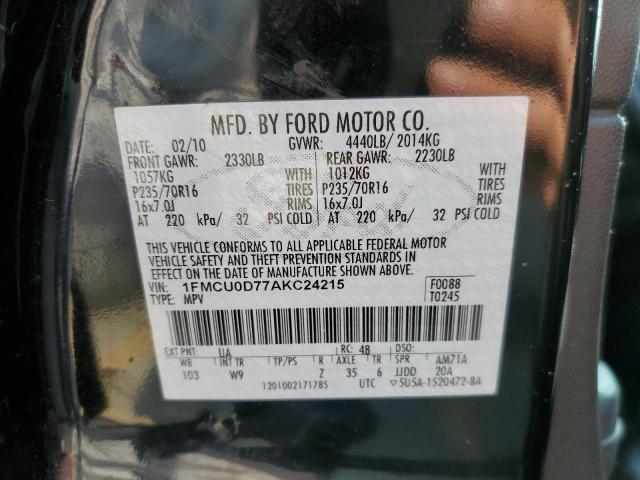 MFD. BY FORD MOTOR CO.
DATE: 02/10 GVWR: 4440LB/ 2014KG
FRONT GAWR: 2330LB REAR GAWR: 2230LB
1057KG WITH 1012KG WITH
P235/70R16 TIRES P235/70R16 TIRES
16x7.0J RIMS 16x7.0J RIMS
AT 220 kPa/ 32 PSI COLD AT 220 kPa/ 32 PSI COLD
THIS VEHICLE CONFORMS TO ALL APPLICABLE FEDERAL MOTOR
VEHICLE SAFETY AND THEFT PREVENTION STANDARDS IN
EFFECT ON THE DATE OF MANUFACTURE SHOWN ABOVE.
VIN: 1FMCU0D77AKC24215 F0088
TYPE: MPV T0245
EXT PNT: UA RC: 48 DSO:
WB INT TR TP/PS R AXLE TR SPR AM71A
103 W9 Z 35 6 JJDD 20A
1201002171785 UTC 5U5A-1520472-BA